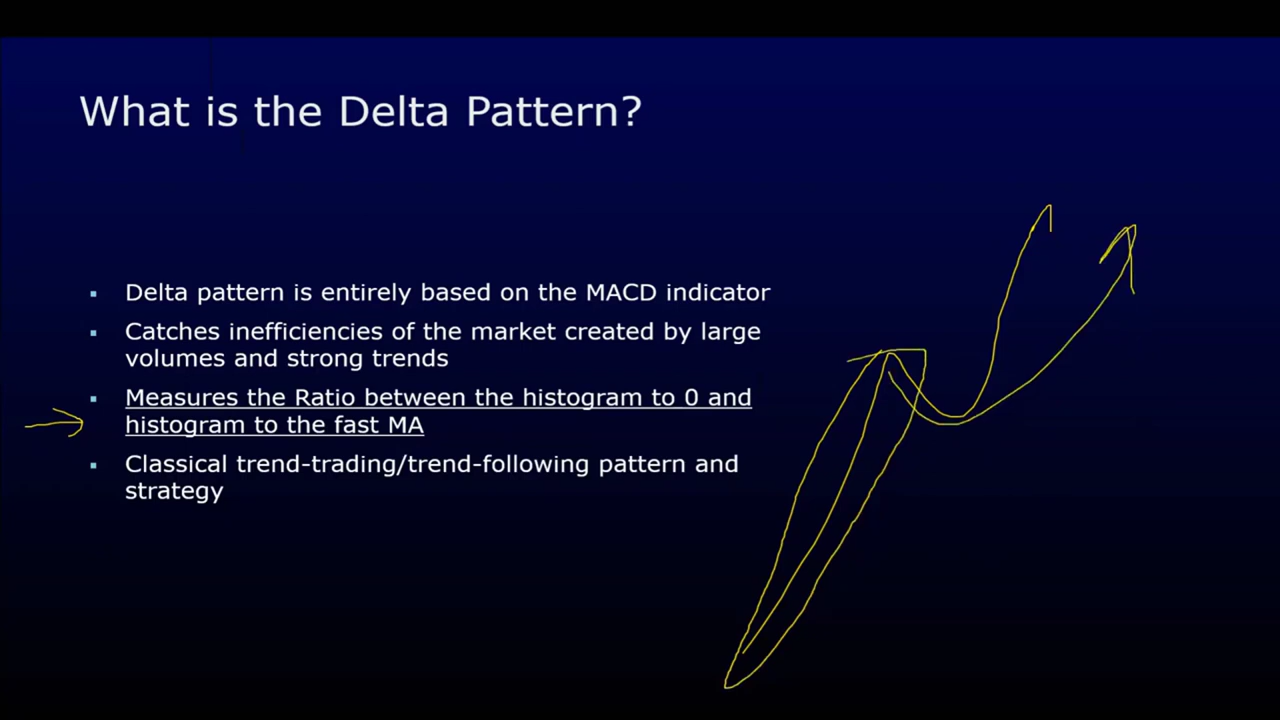 What is the Delta Pattern?
▪ Delta pattern is entirely based on the MACD indicator
▪ Catches inefficiencies of the market created by large
volumes and strong trends
▪ Measures the Ratio between the histogram to 0 and
histogram to the fast MA
▪ Classical trend-trading/trend-following pattern and
strategy